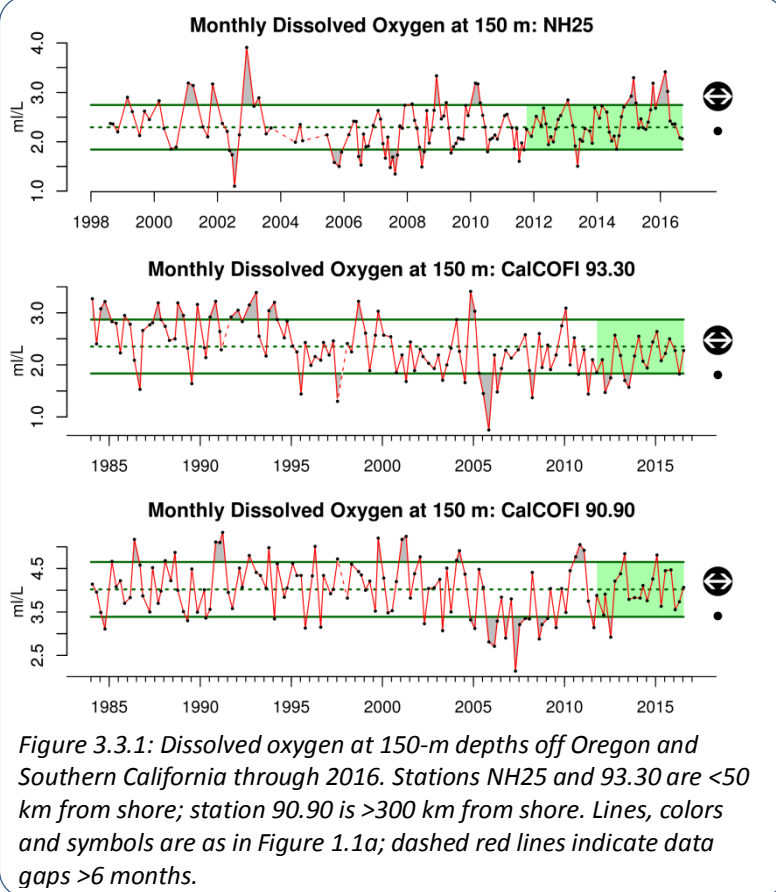 Monthly Dissolved Oxygen at 150 m: NH25
ml/L
4.0
3.0
2.0
1.0
1998 2000 2002 2004 2006 2008 2010 2012 2014 2016
Monthly Dissolved Oxygen at 150 m: CalCOFI 93.30
ml/L
3.0
2.0
1.0
1985 1990 1995 2000 2005 2010 2015
Monthly Dissolved Oxygen at 150 m: CalCOFI 90.90
ml/L
4.5
3.5
2.5
1985 1990 1995 2000 2005 2010 2015
Figure 3.3.1: Dissolved oxygen at 150-m depths off Oregon and
Southern California through 2016. Stations NH25 and 93.30 are <50
km from shore; station 90.90 is >300 km from shore. Lines, colors
and symbols are as in Figure 1.1a; dashed red lines indicate data
gaps >6 months.